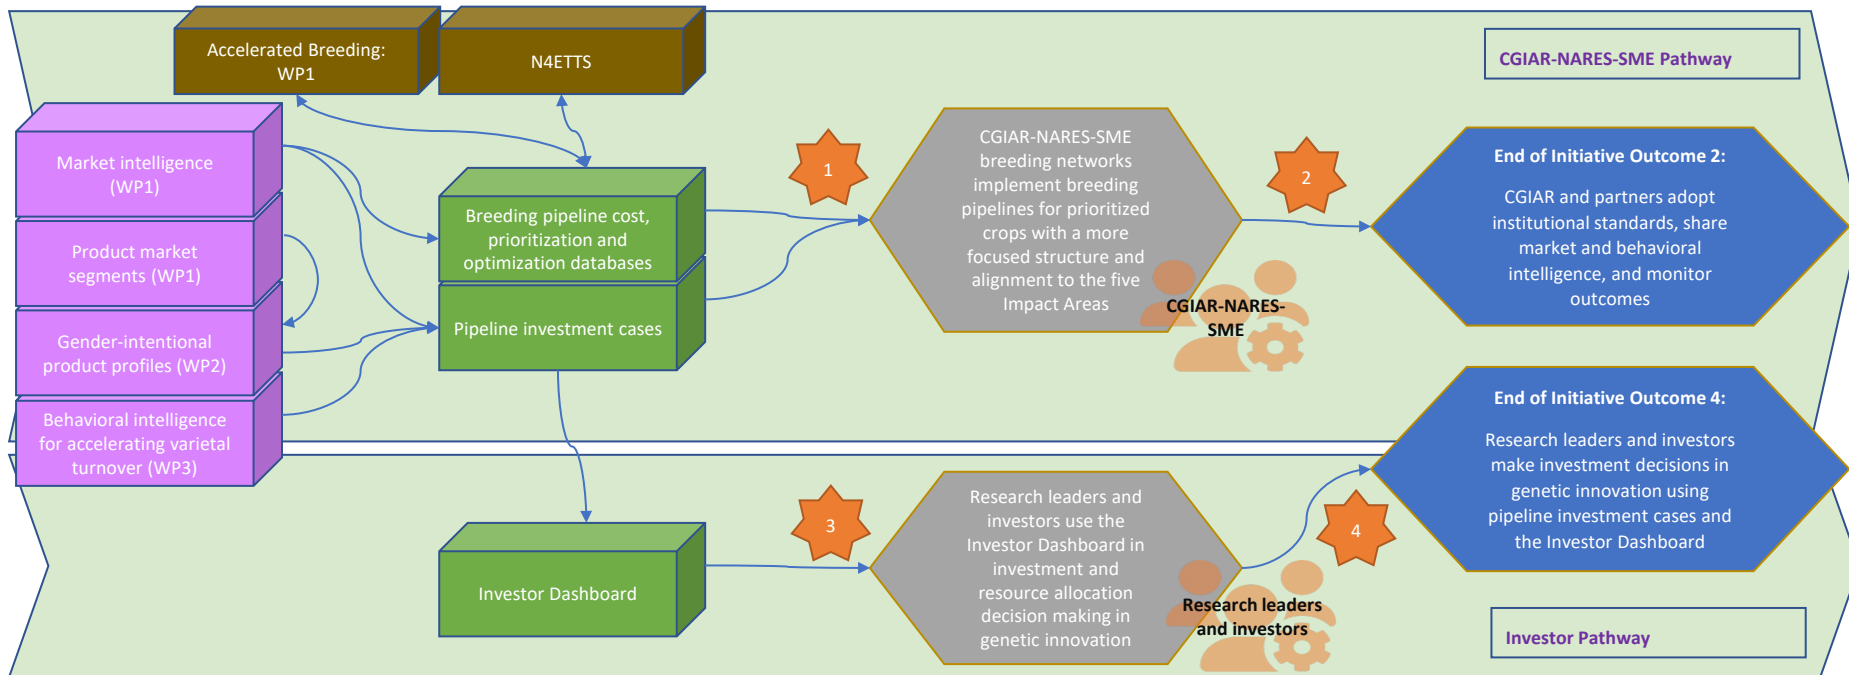 Accelerated Breeding:
WP1
N4ETTS
CGIAR-NARES-SME Pathway
Market intelligence
(WP1)
Product market
segments (WP1)
Gender-intentional
product profiles (WP2)
Behavioral intelligence
for accelerating varietal
turnover (WP3)
Breeding pipeline cost,
prioritization and
optimization databases
Pipeline investment cases
1
CGIAR-NARES-SME
breeding networks
implement breeding
pipelines for prioritized
crops with a more
focused structure and
alignment to the five
Impact Areas
CGIAR-NARES-
SME
2
End of Initiative Outcome 2:
CGIAR and partners adopt
institutional standards, share
market and behavioral
intelligence, and monitor
outcomes
Investor Dashboard
3
Research leaders and
investors use the
Investor Dashboard in
investment and
resource allocation
decision making in
genetic innovation
Research leaders
and investors
4
End of Initiative Outcome 4:
Research leaders and investors
make investment decisions in
genetic innovation using
pipeline investment cases and
the Investor Dashboard
Investor Pathway